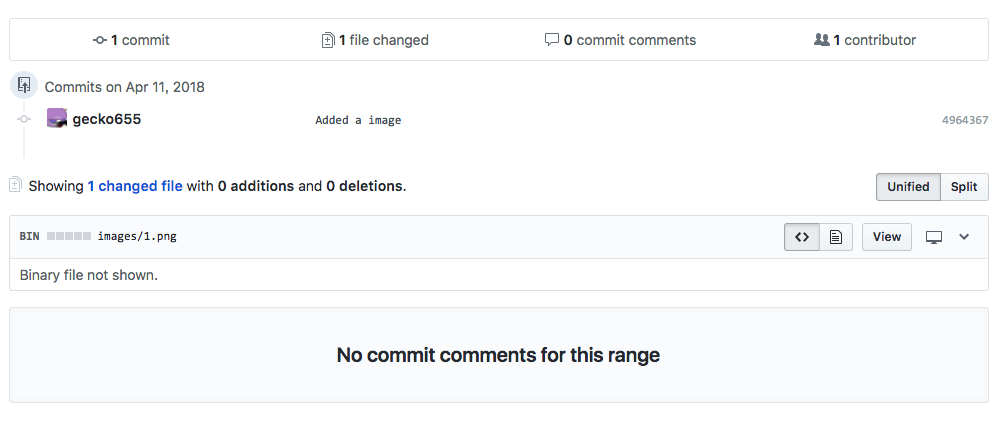 1 commit 1 file changed 0 commit comments 1 contributor
Commits on Apr 11, 2018
gecko655 Added a image 4964367
Showing 1 changed file with 0 additions and 0 deletions. Unified Split
BIN images/1.png <> View
Binary file not shown.
No commit comments for this range